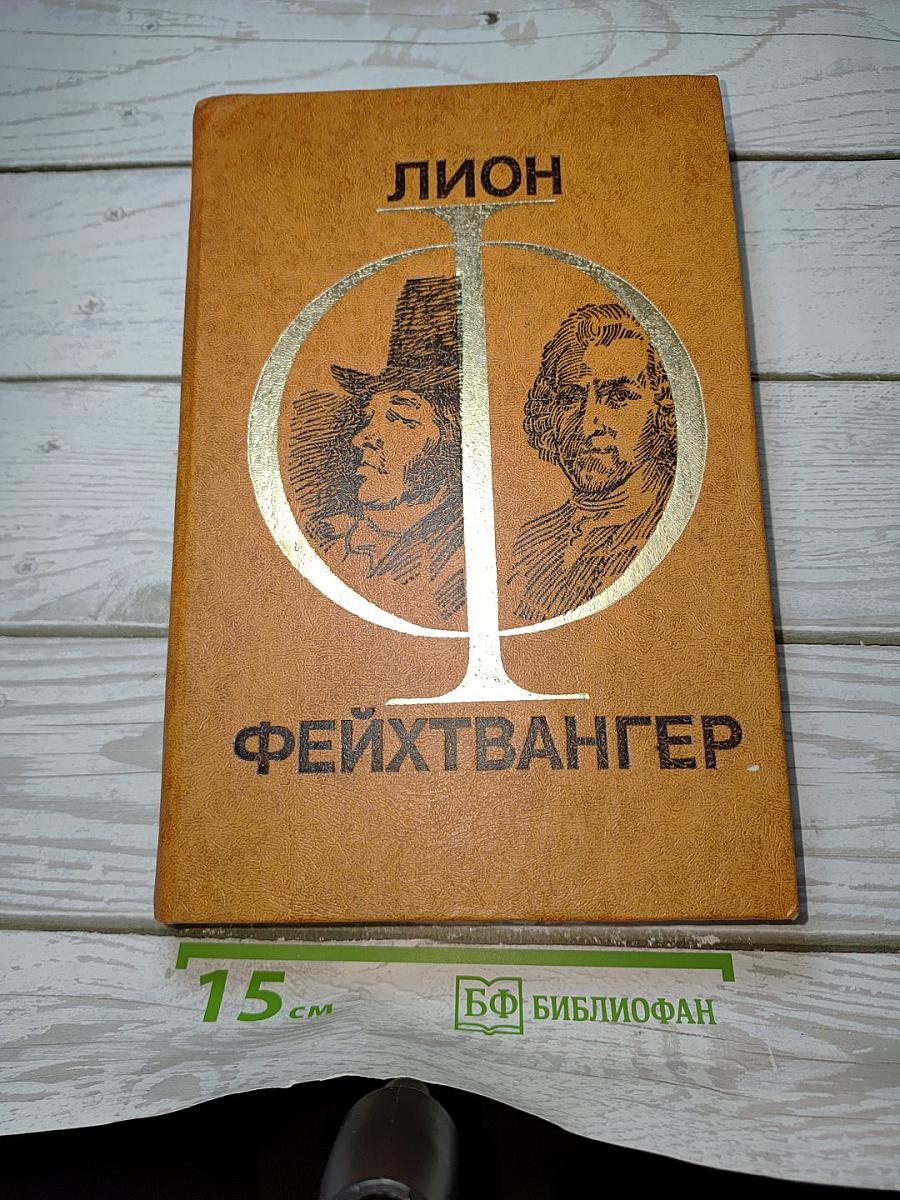 ЛИОН
Ф
ФЕЙХТВАНГЕР
15 см
БФ БИБЛИОФАН